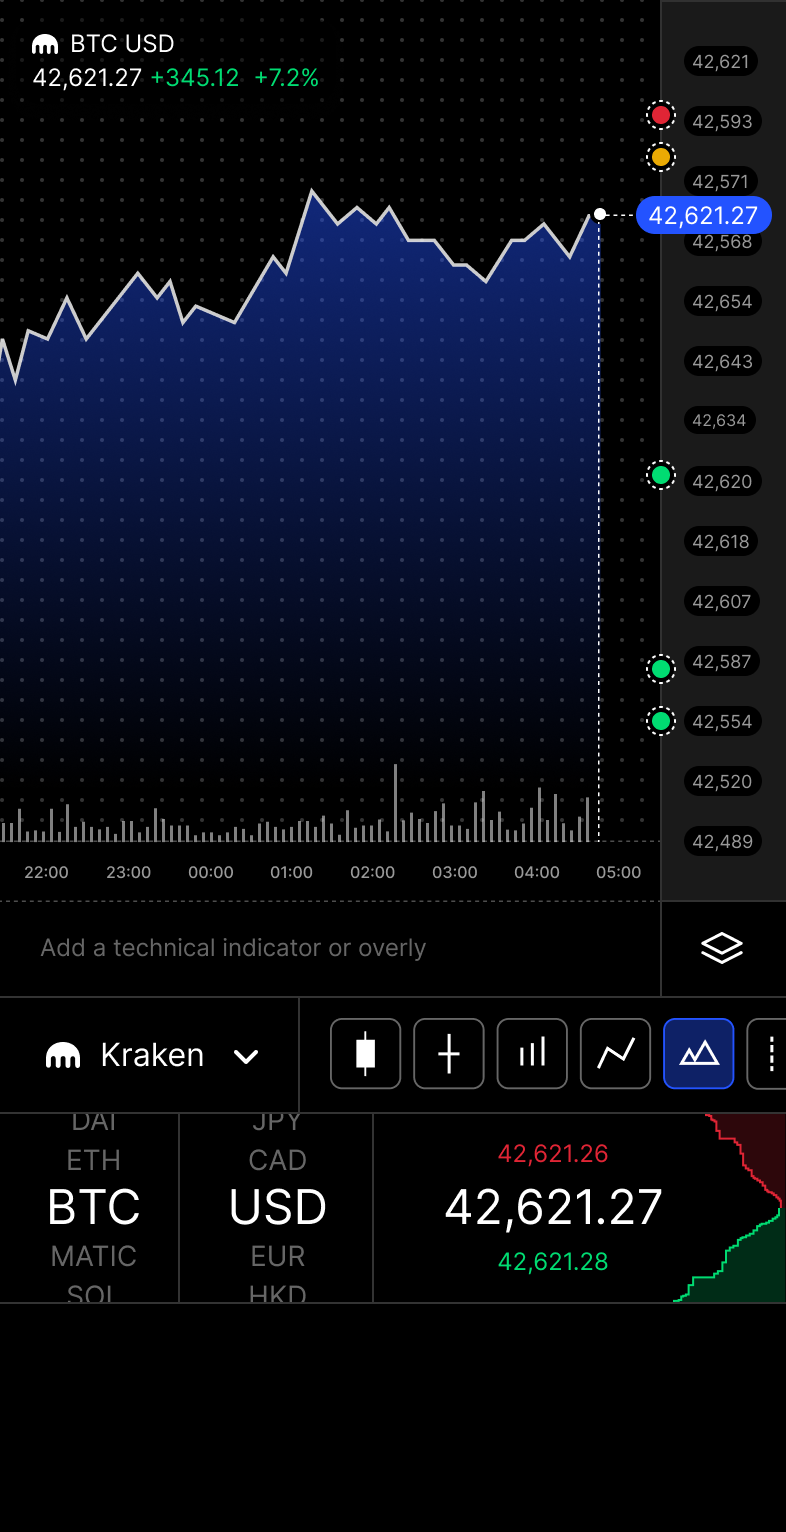 BTC USD
42,621.27 +345.12 +7.2%
42,621
42,593
42,571
42,621.27
42,568
42,654
42,643
42,634
42,620
42,618
42,607
42,587
42,554
42,520
42,489
22:00 23:00 00:00 01:00 02:00 03:00 04:00 05:00
Add a technical indicator or overly
Kraken
DAI JPY
ETH CAD 42,621.26
BTC USD 42,621.27
MATIC EUR 42,621.28
SOL HKD